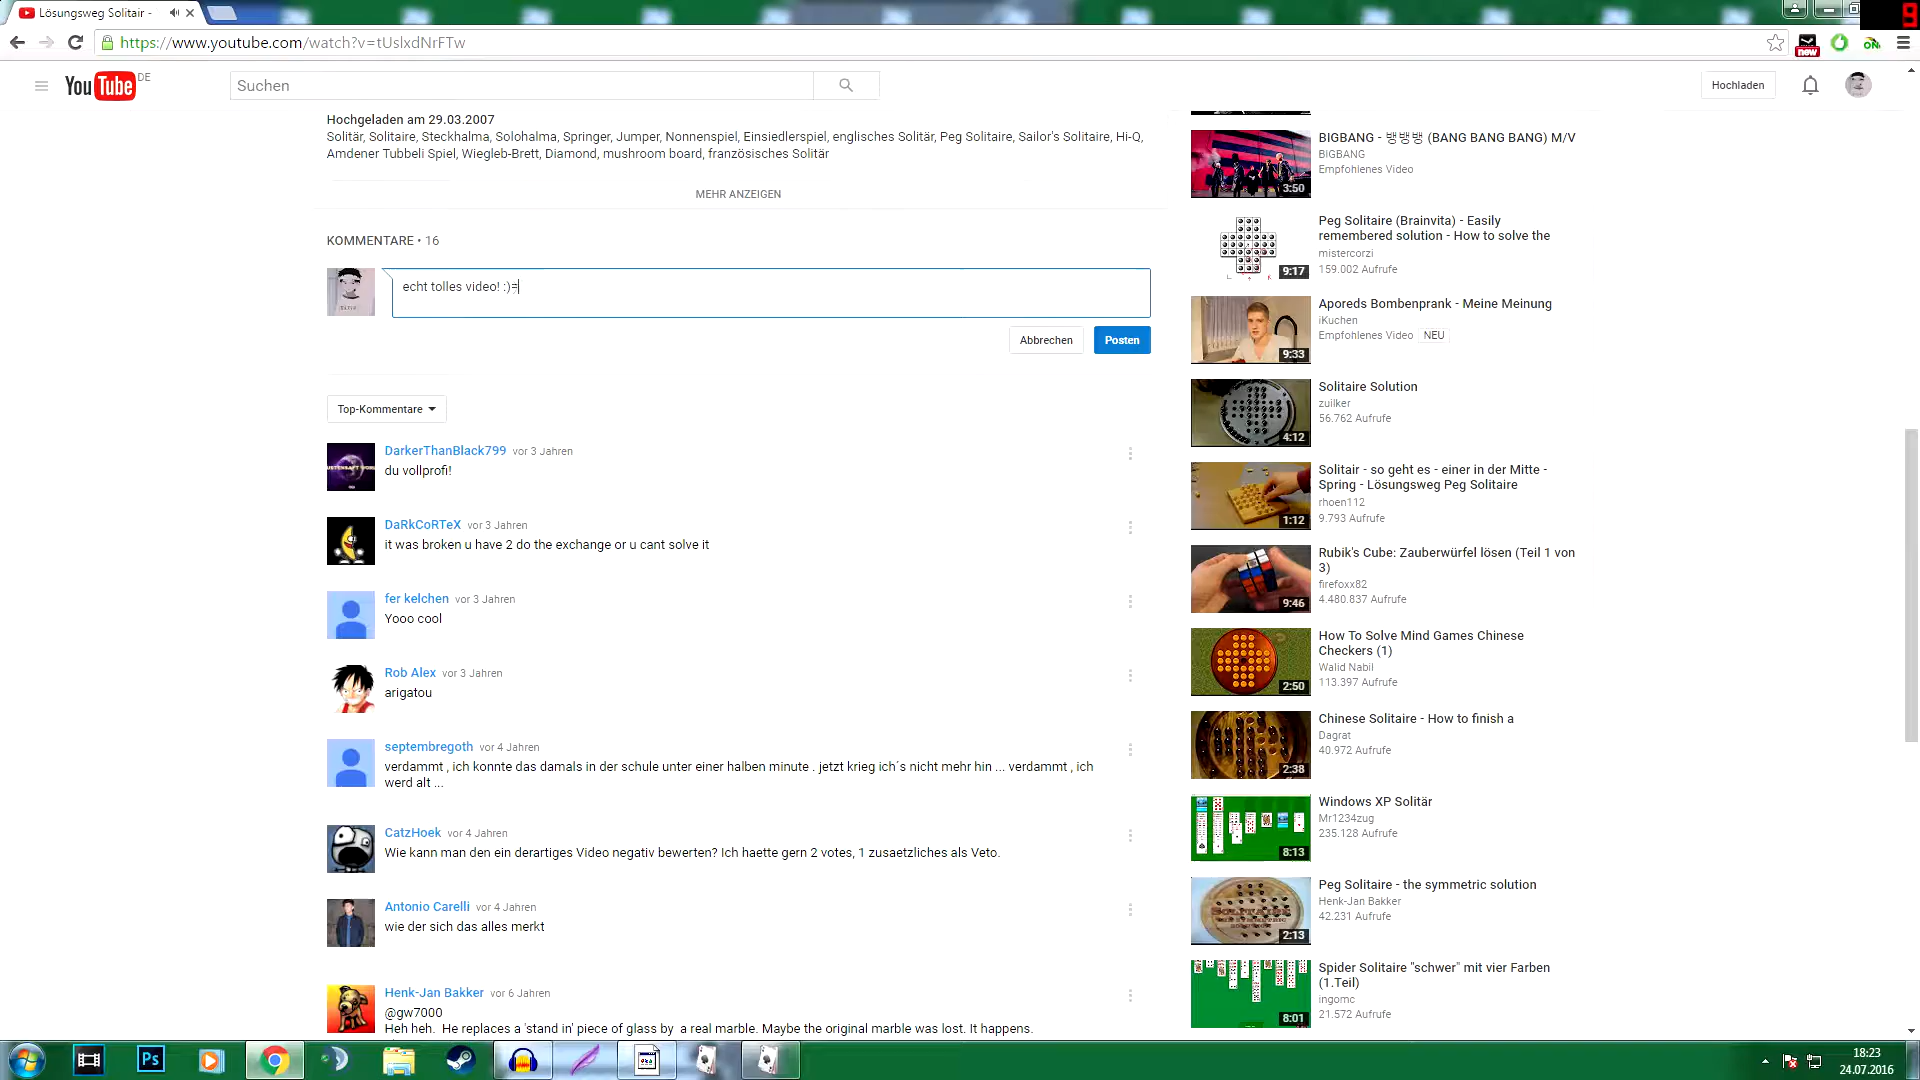 Lösungsweg Solitair -
https://www.youtube.com/watch?v=tUslxdNrFTw
new
ON
9
YouTube DE
Suchen
Hochladen
Hochgeladen am 29.03.2007
Solitär, Solitaire, Steckhalma, Solohalma, Springer, Jumper, Nonnenspiel, Einsiedlerspiel, englisches Solitär, Peg Solitaire, Sailor's Solitaire, Hi-Q,
Amdener Tubbeli Spiel, Wiegleb-Brett, Diamond, mushroom board, französisches Solitär
MEHR ANZEIGEN
KOMMENTARE • 16
echt tolles video! :)=
Abbrechen
Posten
Top-Kommentare
DarkerThanBlack799 vor 3 Jahren
du vollprofi!
DaRkCoRTeX vor 3 Jahren
it was broken u have 2 do the exchange or u cant solve it
fer kelchen vor 3 Jahren
Yooo cool
Rob Alex vor 3 Jahren
arigatou
septembregoth vor 4 Jahren
verdammt , ich konnte das damals in der schule unter einer halben minute . jetzt krieg ich´s nicht mehr hin ... verdammt , ich
werd alt ...
CatzHoek vor 4 Jahren
Wie kann man den ein derartiges Video negativ bewerten? Ich haette gern 2 votes, 1 zusaetzliches als Veto.
Antonio Carelli vor 4 Jahren
wie der sich das alles merkt
Henk-Jan Bakker vor 6 Jahren
@gw7000
Heh heh.  He replaces a 'stand in' piece of glass by  a real marble. Maybe the original marble was lost. It happens.
BIGBANG - 뱅뱅뱅 (BANG BANG BANG) M/V
BIGBANG
Empfohlenes Video
3:50
Peg Solitaire (Brainvita) - Easily
remembered solution - How to solve the
mistercorzi
159.002 Aufrufe
9:17
Aporeds Bombenprank - Meine Meinung
iKuchen
Empfohlenes Video NEU
9:33
Solitaire Solution
zuilker
56.762 Aufrufe
4:12
Solitair - so geht es - einer in der Mitte -
Spring - Lösungsweg Peg Solitaire
rhoen112
9.793 Aufrufe
1:12
Rubik's Cube: Zauberwürfel lösen (Teil 1 von
3)
firefoxx82
4.480.837 Aufrufe
9:46
How To Solve Mind Games Chinese
Checkers (1)
Walid Nabil
113.397 Aufrufe
2:50
Chinese Solitaire - How to finish a
Dagrat
40.972 Aufrufe
2:38
Windows XP Solitär
Mr1234zug
235.128 Aufrufe
8:13
Peg Solitaire - the symmetric solution
Henk-Jan Bakker
42.231 Aufrufe
2:13
Spider Solitaire "schwer" mit vier Farben
(1.Teil)
ingomc
21.572 Aufrufe
8:01
Ps
18:23
24.07.2016